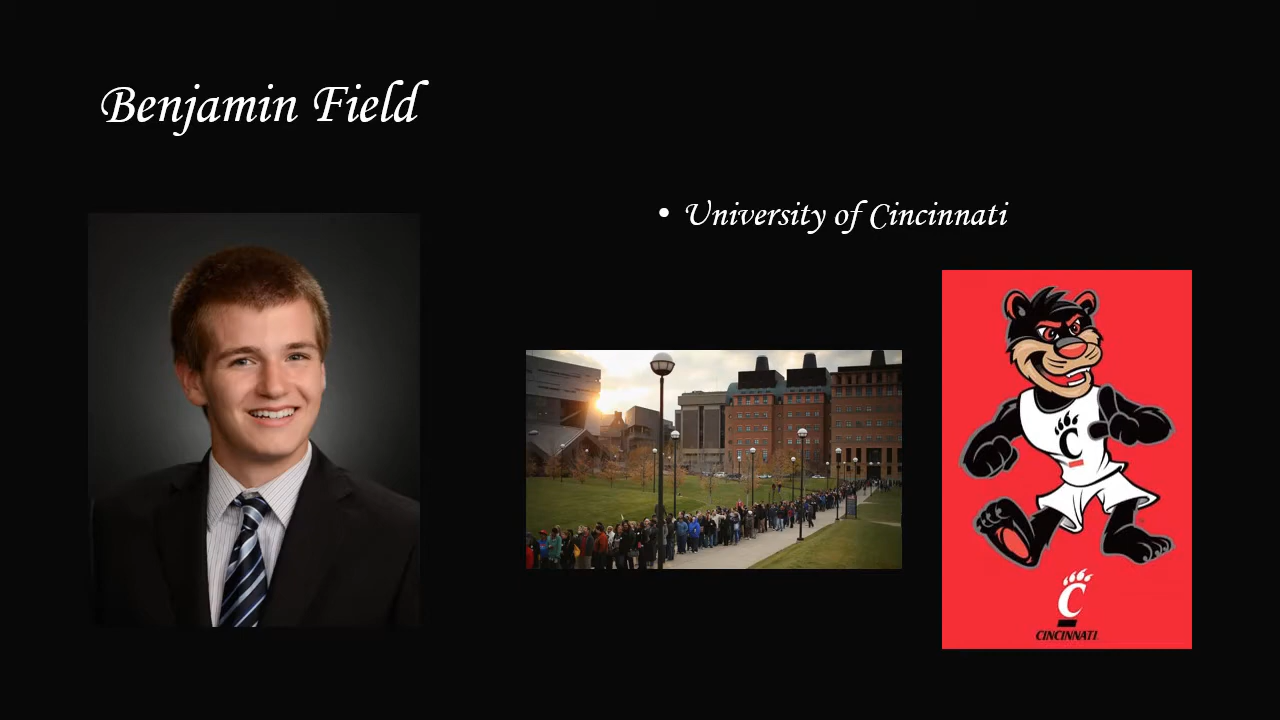 Benjamin Field
• University of Cincinnati
C
C
CINCINNATI